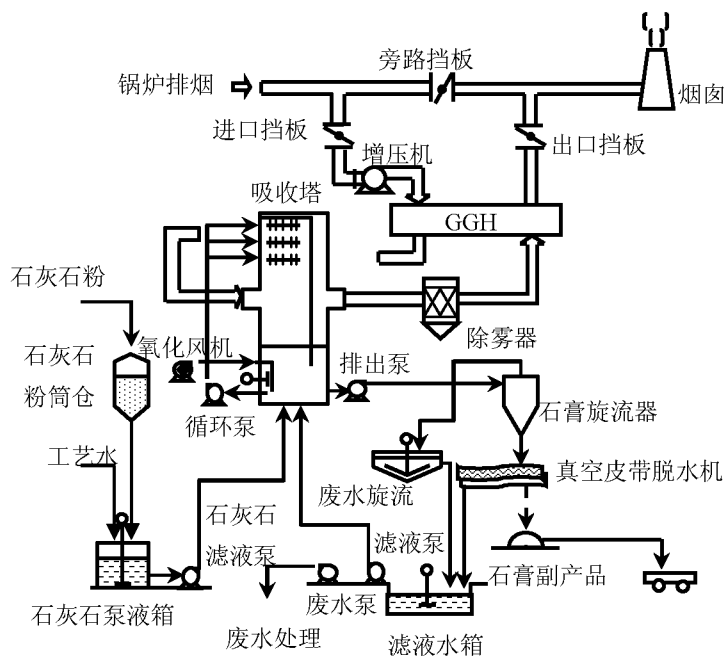 旁路挡板
锅炉排烟
烟囱
进口挡板
出口挡板
增压机
吸收塔
GGH
石灰石粉
除雾器
氧化风机
石灰石
粉筒仓
排出泵
石膏旋流器
循环泵
工艺水
真空皮带脱水机
废水旋流
石灰石
滤液泵
滤液泵
石膏副产品
废水泵
石灰石泵液箱
废水处理
滤液水箱